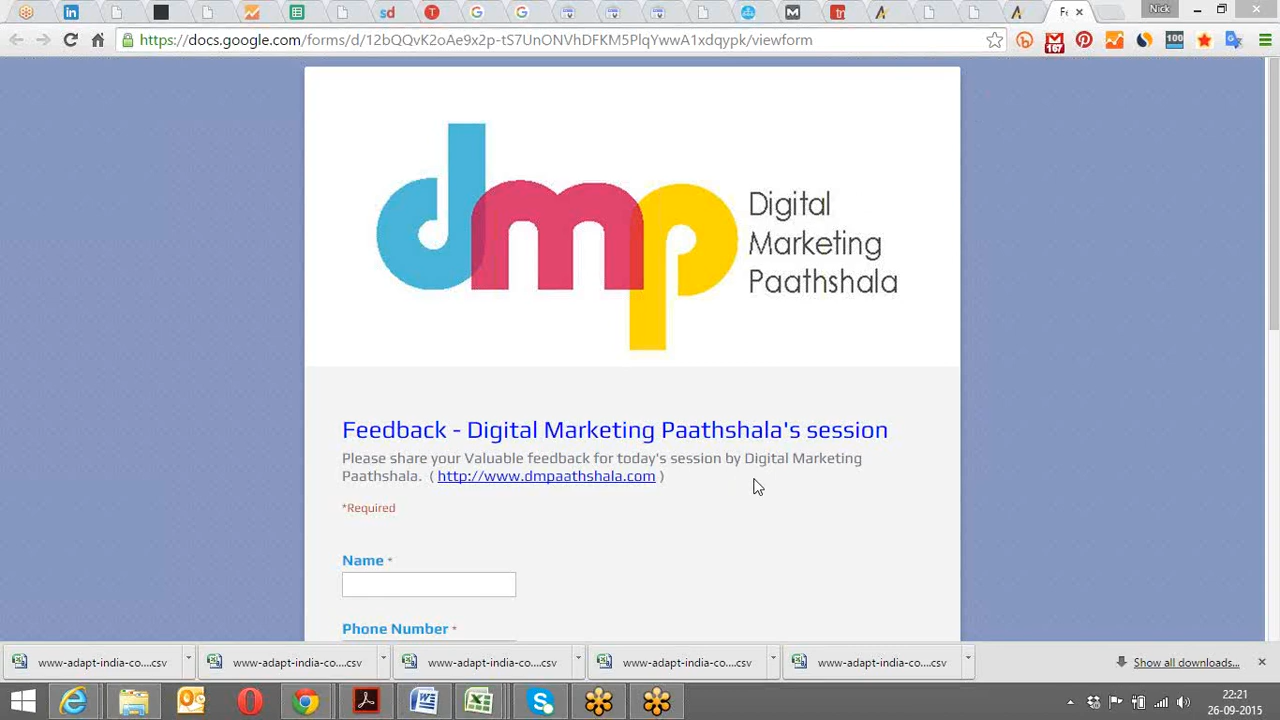 Nick
https://docs.google.com/forms/d/12bQOvK2oAe9x2p-tS7UnONVhDFKM5PlqYwwA1xdqypk/viewform
167
100
dmp
Digital
Marketing
Paathshala
Feedback - Digital Marketing Paathshala's session
Please share your Valuable feedback for today's session by Digital Marketing
Paathshala. ( http://www.dmpaathshala.com )
*Required
Name *
Phone Number *
www-adapt-india-co....csv www-adapt-india-co....csv www-adapt-india-co....csv www-adapt-india-co....csv www-adapt-india-co....csv Show all downloads...
22:21
26-09-2015